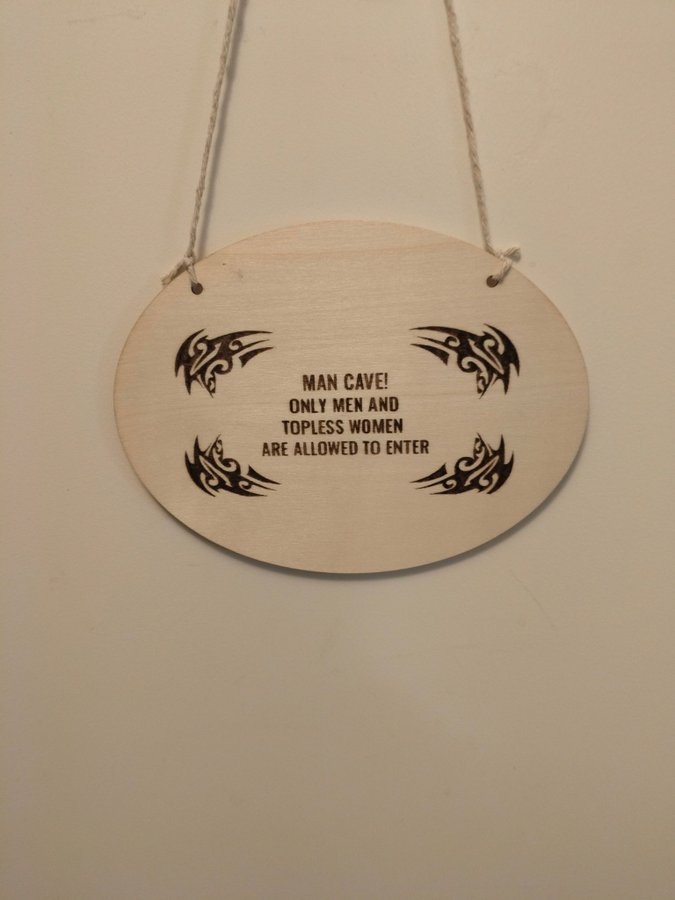 MAN CAVE!
ONLY MEN AND
TOPLESS WOMEN
ARE ALLOWED TO ENTER